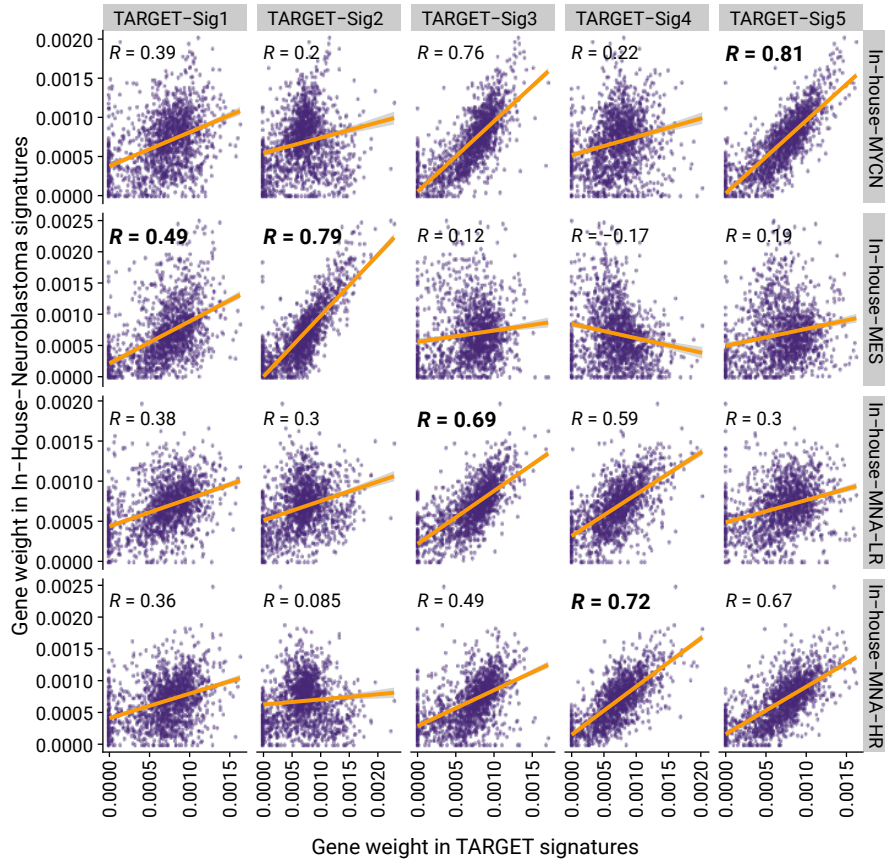 TARGET−Sig1 TARGET−Sig2 TARGET−Sig3 TARGET−Sig4 TARGET−Sig5
Gene weight in In−House−Neuroblastoma signatures
0.0020
0.0015
0.0010
0.0005
0.0000
R = 0.39 R = 0.2 R = 0.76 R = 0.22 R = 0.81
In−house−MYCN
0.0025
0.0020
0.0015
0.0010
0.0005
0.0000
R = 0.49 R = 0.79 R = 0.12 R = −0.17 R = 0.19
In−house−MES
0.0020
0.0015
0.0010
0.0005
0.0000
R = 0.38 R = 0.3 R = 0.69 R = 0.59 R = 0.3
In−house−MNA−LR
0.0025
0.0020
0.0015
0.0010
0.0005
0.0000
R = 0.36 R = 0.085 R = 0.49 R = 0.72 R = 0.67
In−house−MNA−HR
0.0000 0.0005 0.0010 0.0015 0.0000 0.0005 0.0010 0.0015 0.0020 0.0000 0.0005 0.0010 0.0015 0.0000 0.0005 0.0010 0.0015 0.0020 0.0000 0.0005 0.0010 0.0015
Gene weight in TARGET signatures